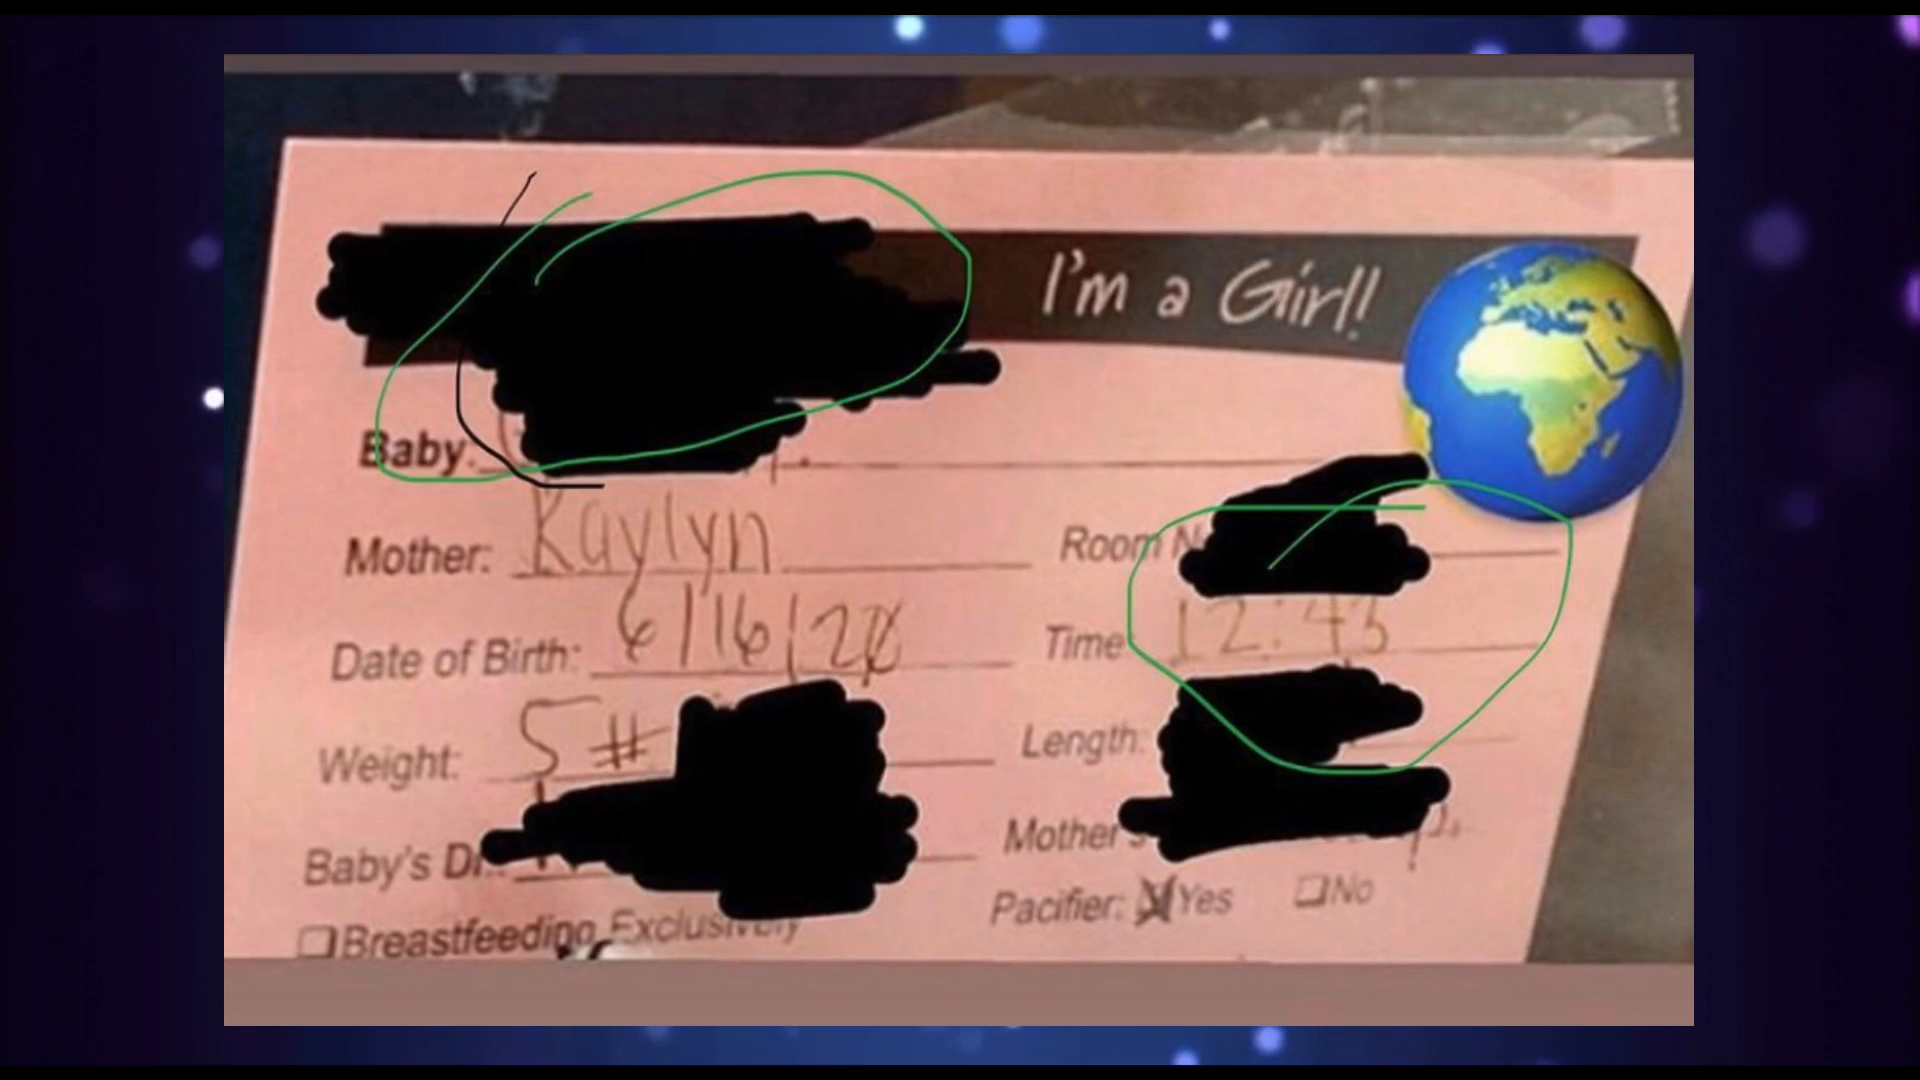 I'm a Girl!
Baby:
Mother: Kaylyn
Room
Date of Birth: 6/16/20
Time 12:43
Weight: 5 #
Length:
Baby's Dr.:
Mother's
Pacifier: Yes No
Breastfeeding Exclusively